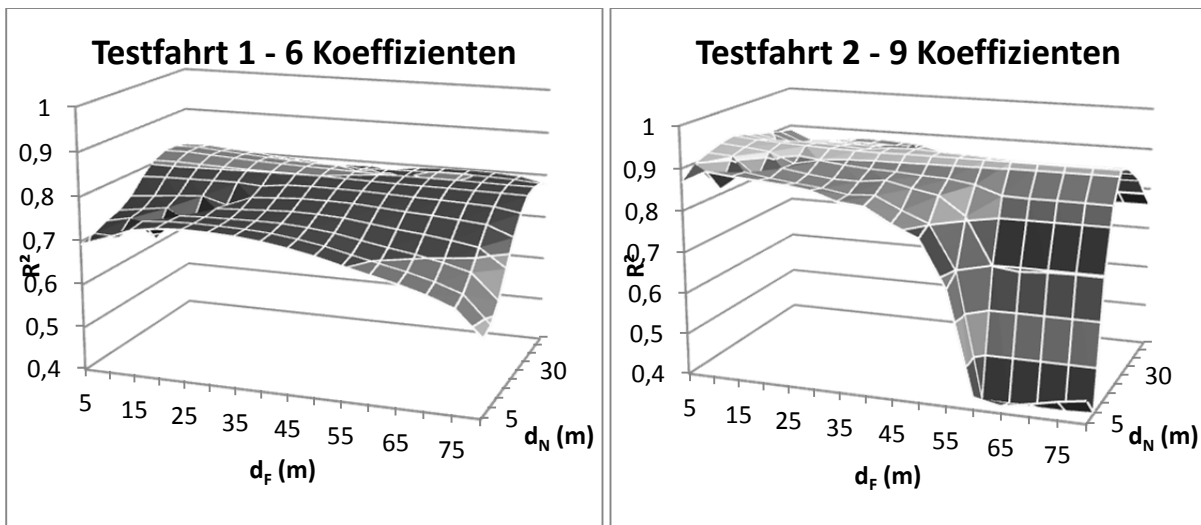 Testfahrt 1 - 6 Koeffizienten
1
0,9
0,8
0,7
0,6
0,5
0,4
R²
5 15 25 35 45 55 65 75
d_F (m)
5
30
d_N (m)
Testfahrt 2 - 9 Koeffizienten
1
0,9
0,8
0,7
0,6
0,5
0,4
R²
5 15 25 35 45 55 65 75
d_F (m)
5
30
d_N (m)